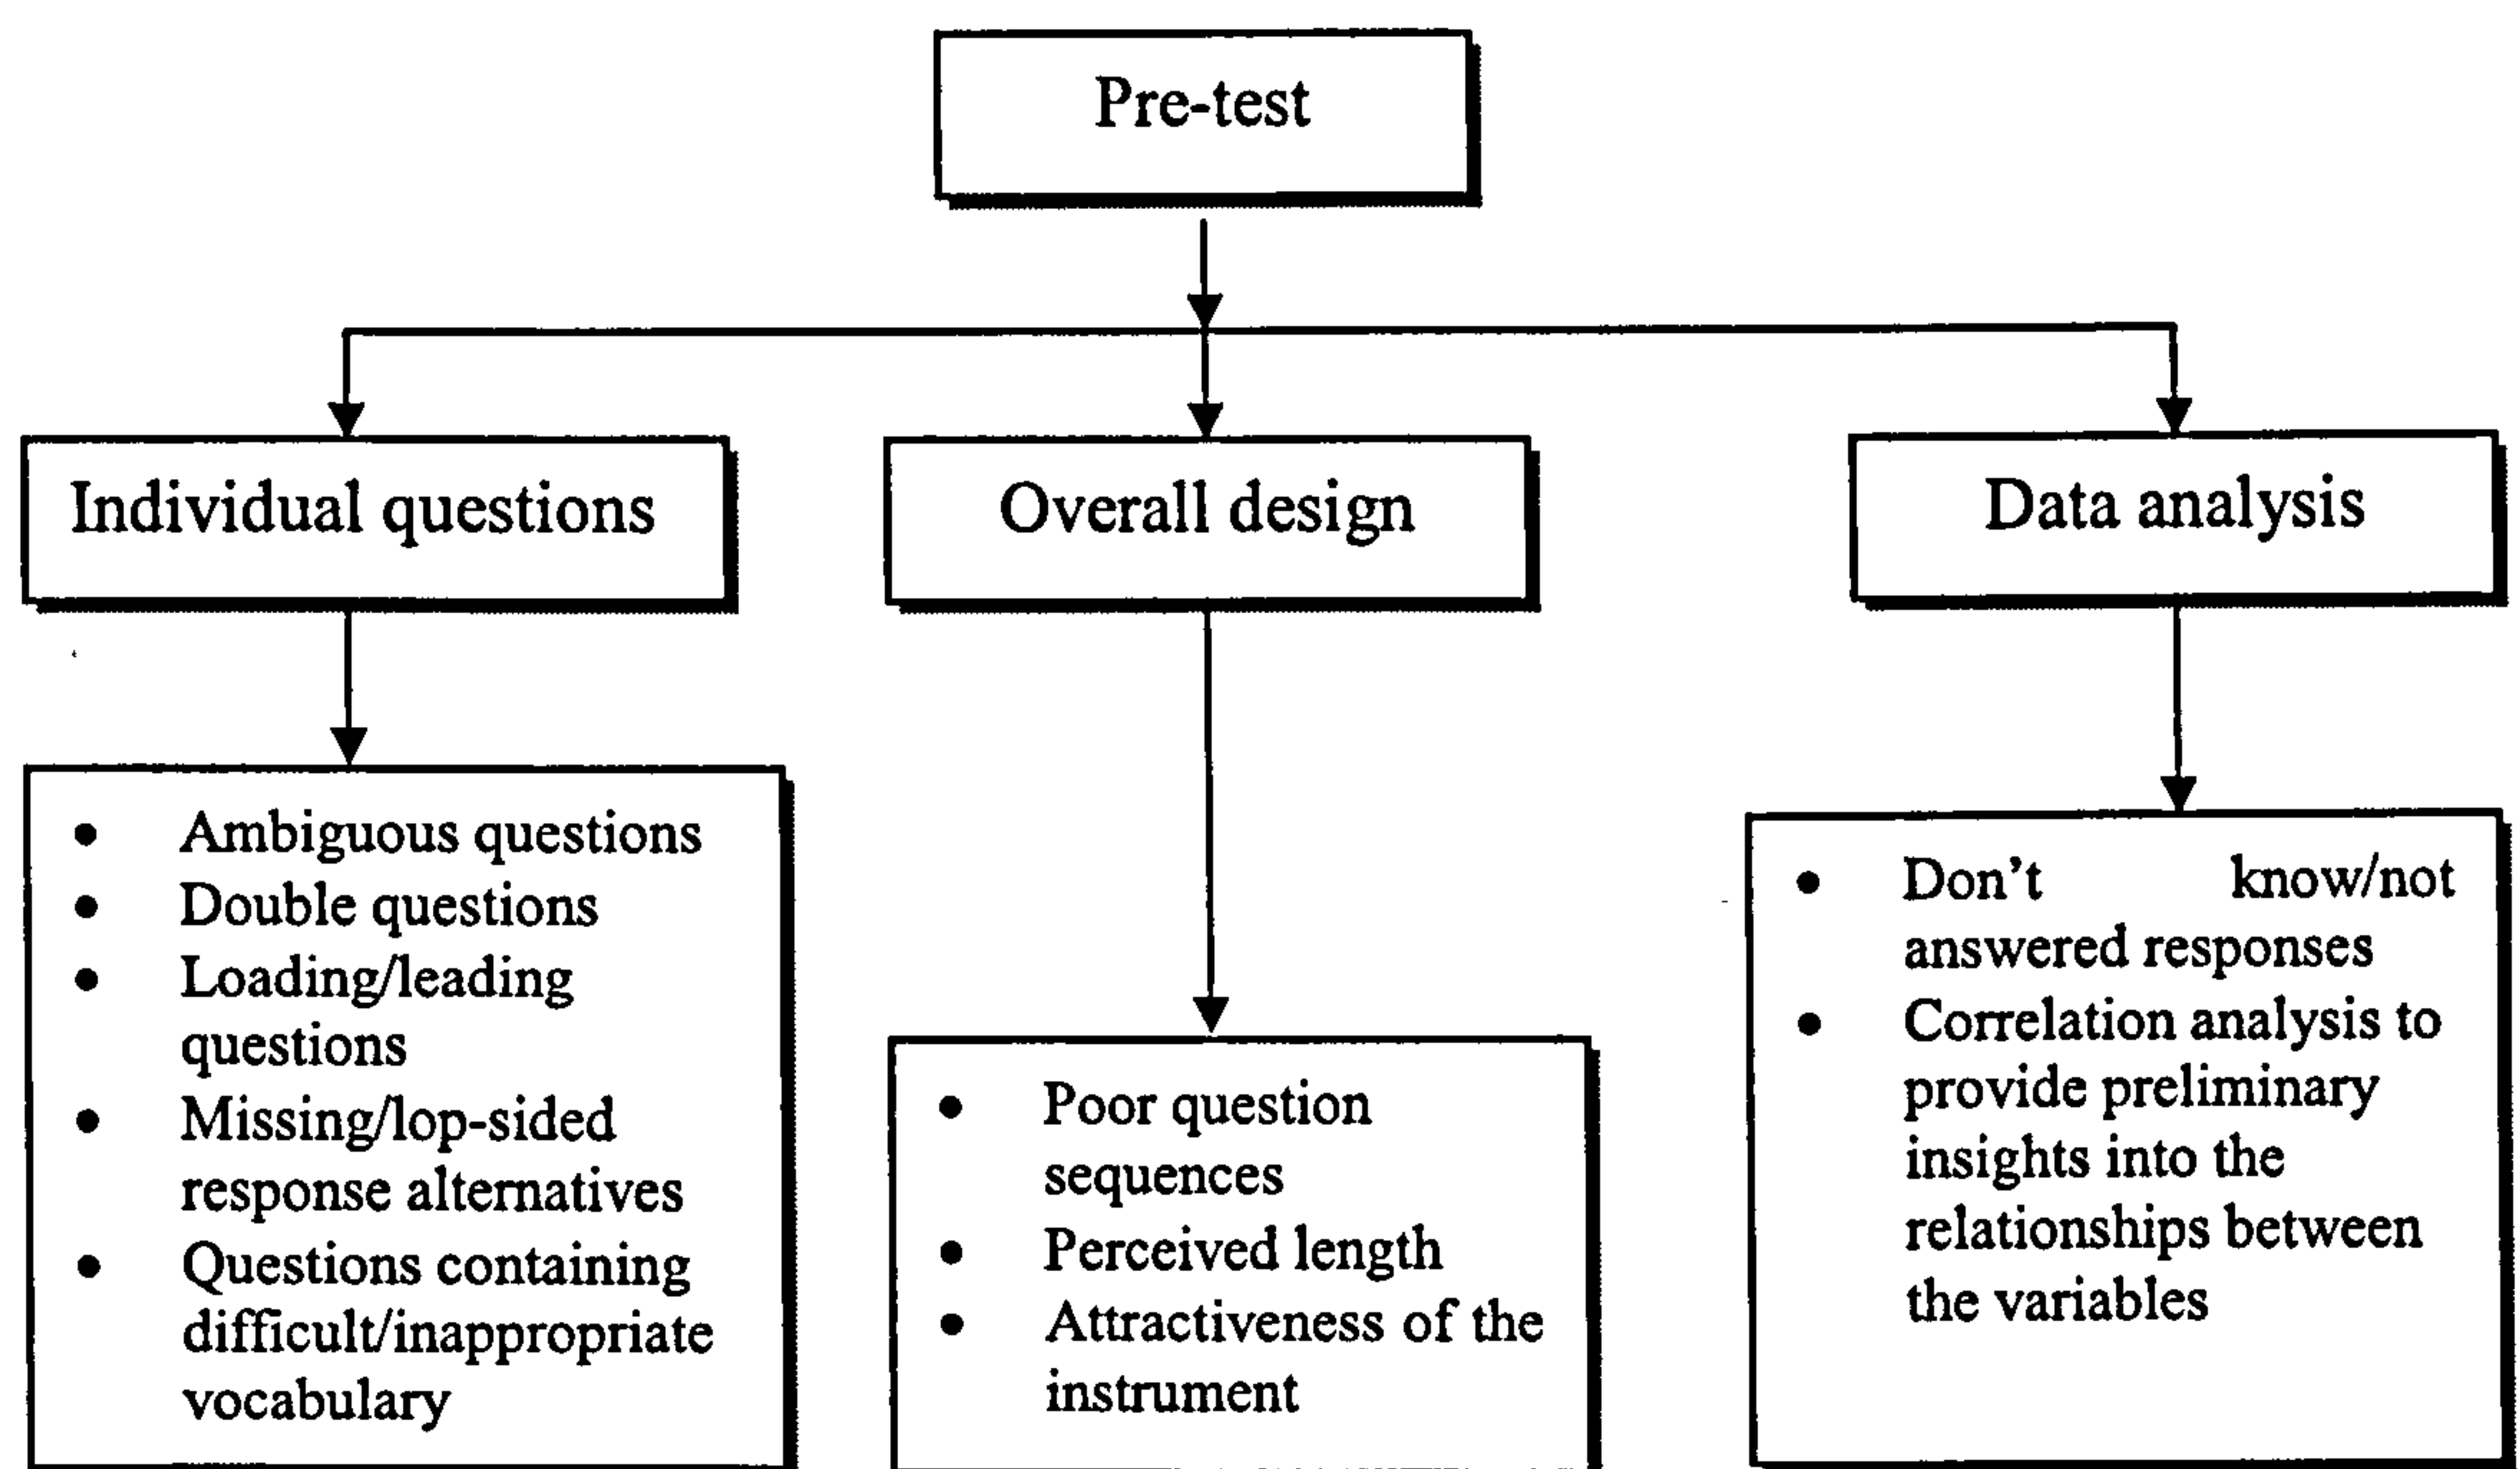 Pre-test
Individual questions
Overall design
Data analysis
• Ambiguous questions
• Double questions
• Loading/leading
questions
• Missing/lop-sided
response alternatives
• Questions containing
difficult/inappropriate
vocabulary
• Poor question
sequences
• Perceived length
• Attractiveness of the
instrument
• Don't know/not
answered responses
• Correlation analysis to
provide preliminary
insights into the
relationships between
the variables